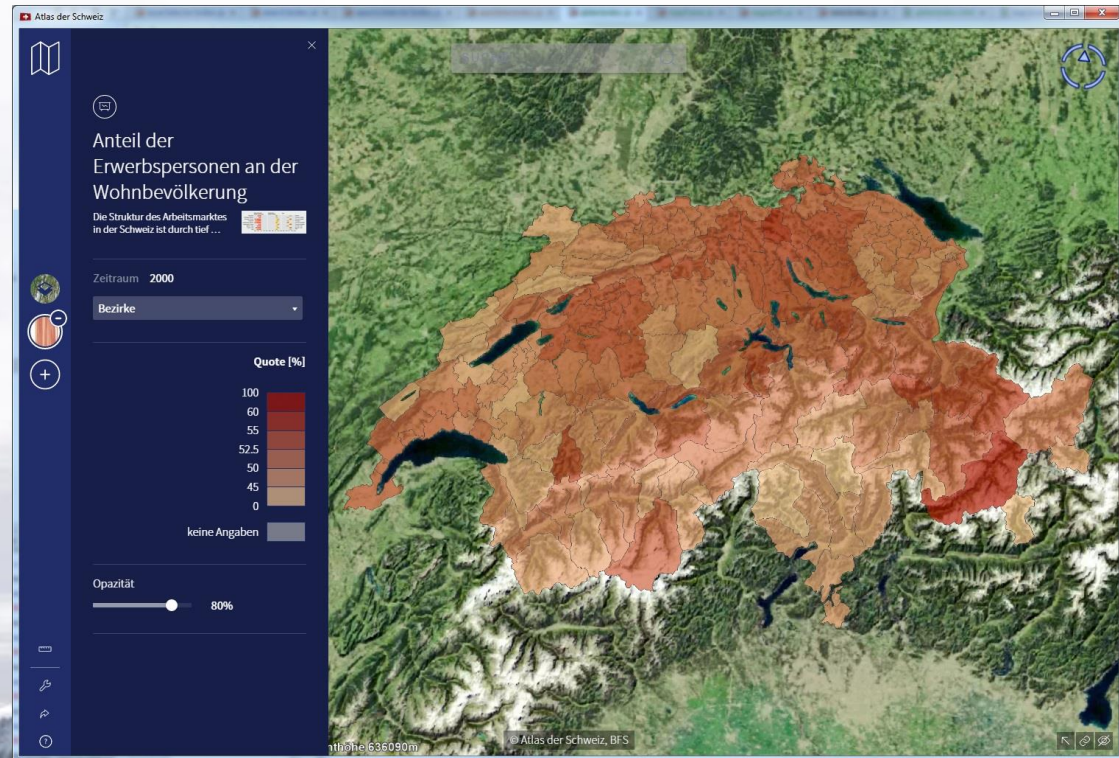 Atlas der Schweiz
Anteil der
Erwerbspersonen an der
Wohnbevölkerung
Die Struktur des Arbeitsmarktes
in der Schweiz ist durch tief ...
Zeitraum 2000
Bezirke
Quote [%]
100
60
55
52.5
50
45
0
keine Angaben
Opazität
80%
nthöhe 636090m
© Atlas der Schweiz, BFS